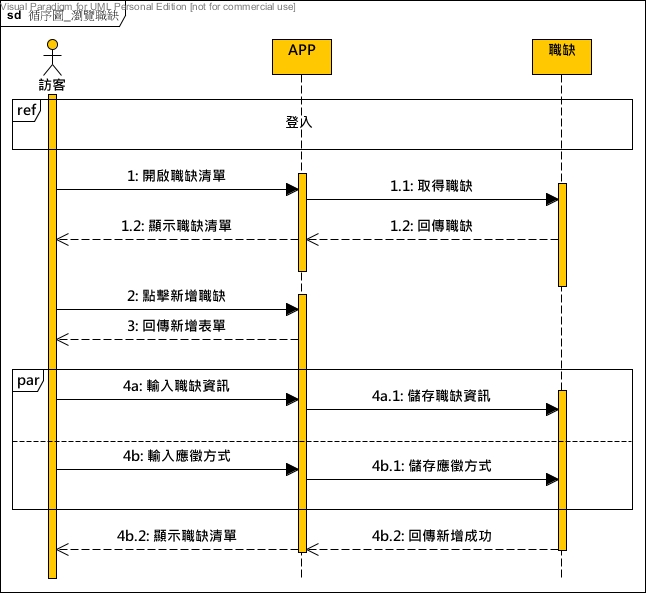 Visual Paradigm for UML Personal Edition [not for commercial use]
sd 循序圖_瀏覽職缺
訪客
APP
職缺
ref
登入
1: 開啟職缺清單
1.1: 取得職缺
1.2: 顯示職缺清單
1.2: 回傳職缺
2: 點擊新增職缺
3: 回傳新增表單
par
4a: 輸入職缺資訊
4a.1: 儲存職缺資訊
4b: 輸入應徵方式
4b.1: 儲存應徵方式
4b.2: 顯示職缺清單
4b.2: 回傳新增成功